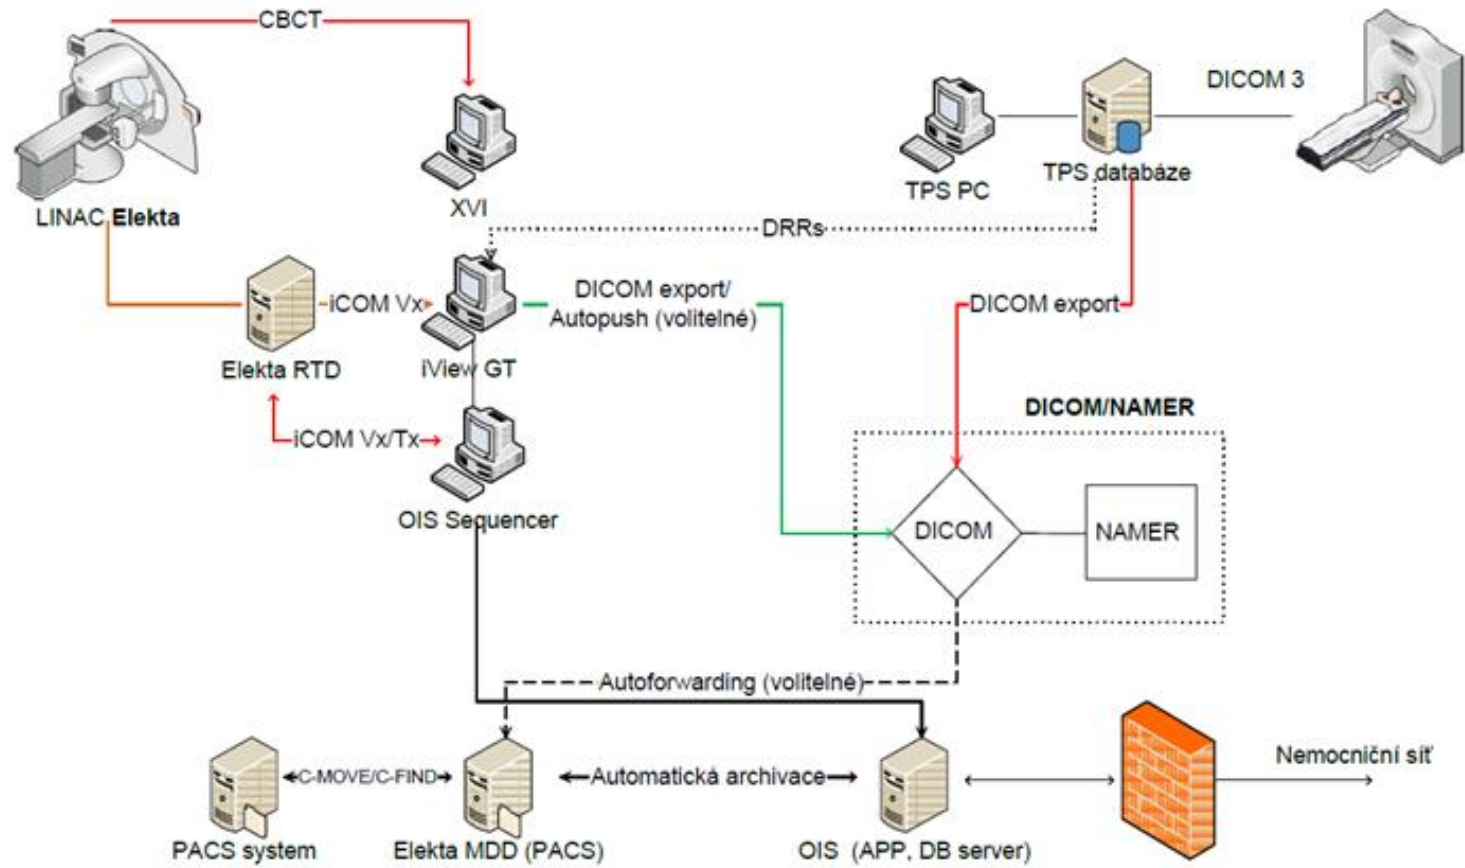 CBCT
DICOM 3
TPS PC
TPS databáze
LINAC Elekta
XVI
DRRs
iCOM Vx
DICOM export/
Autopush (volitelné)
DICOM export
Elekta RTD
iView GT
DICOM/NAMER
iCOM Vx/Tx
OIS Sequencer
DICOM
NAMER
Autoforwarding (volitelné)
Nemocniční síť
C-MOVE/C-FIND
Automatická archivace
PACS system
Elekta MDD (PACS)
OIS (APP, DB server)